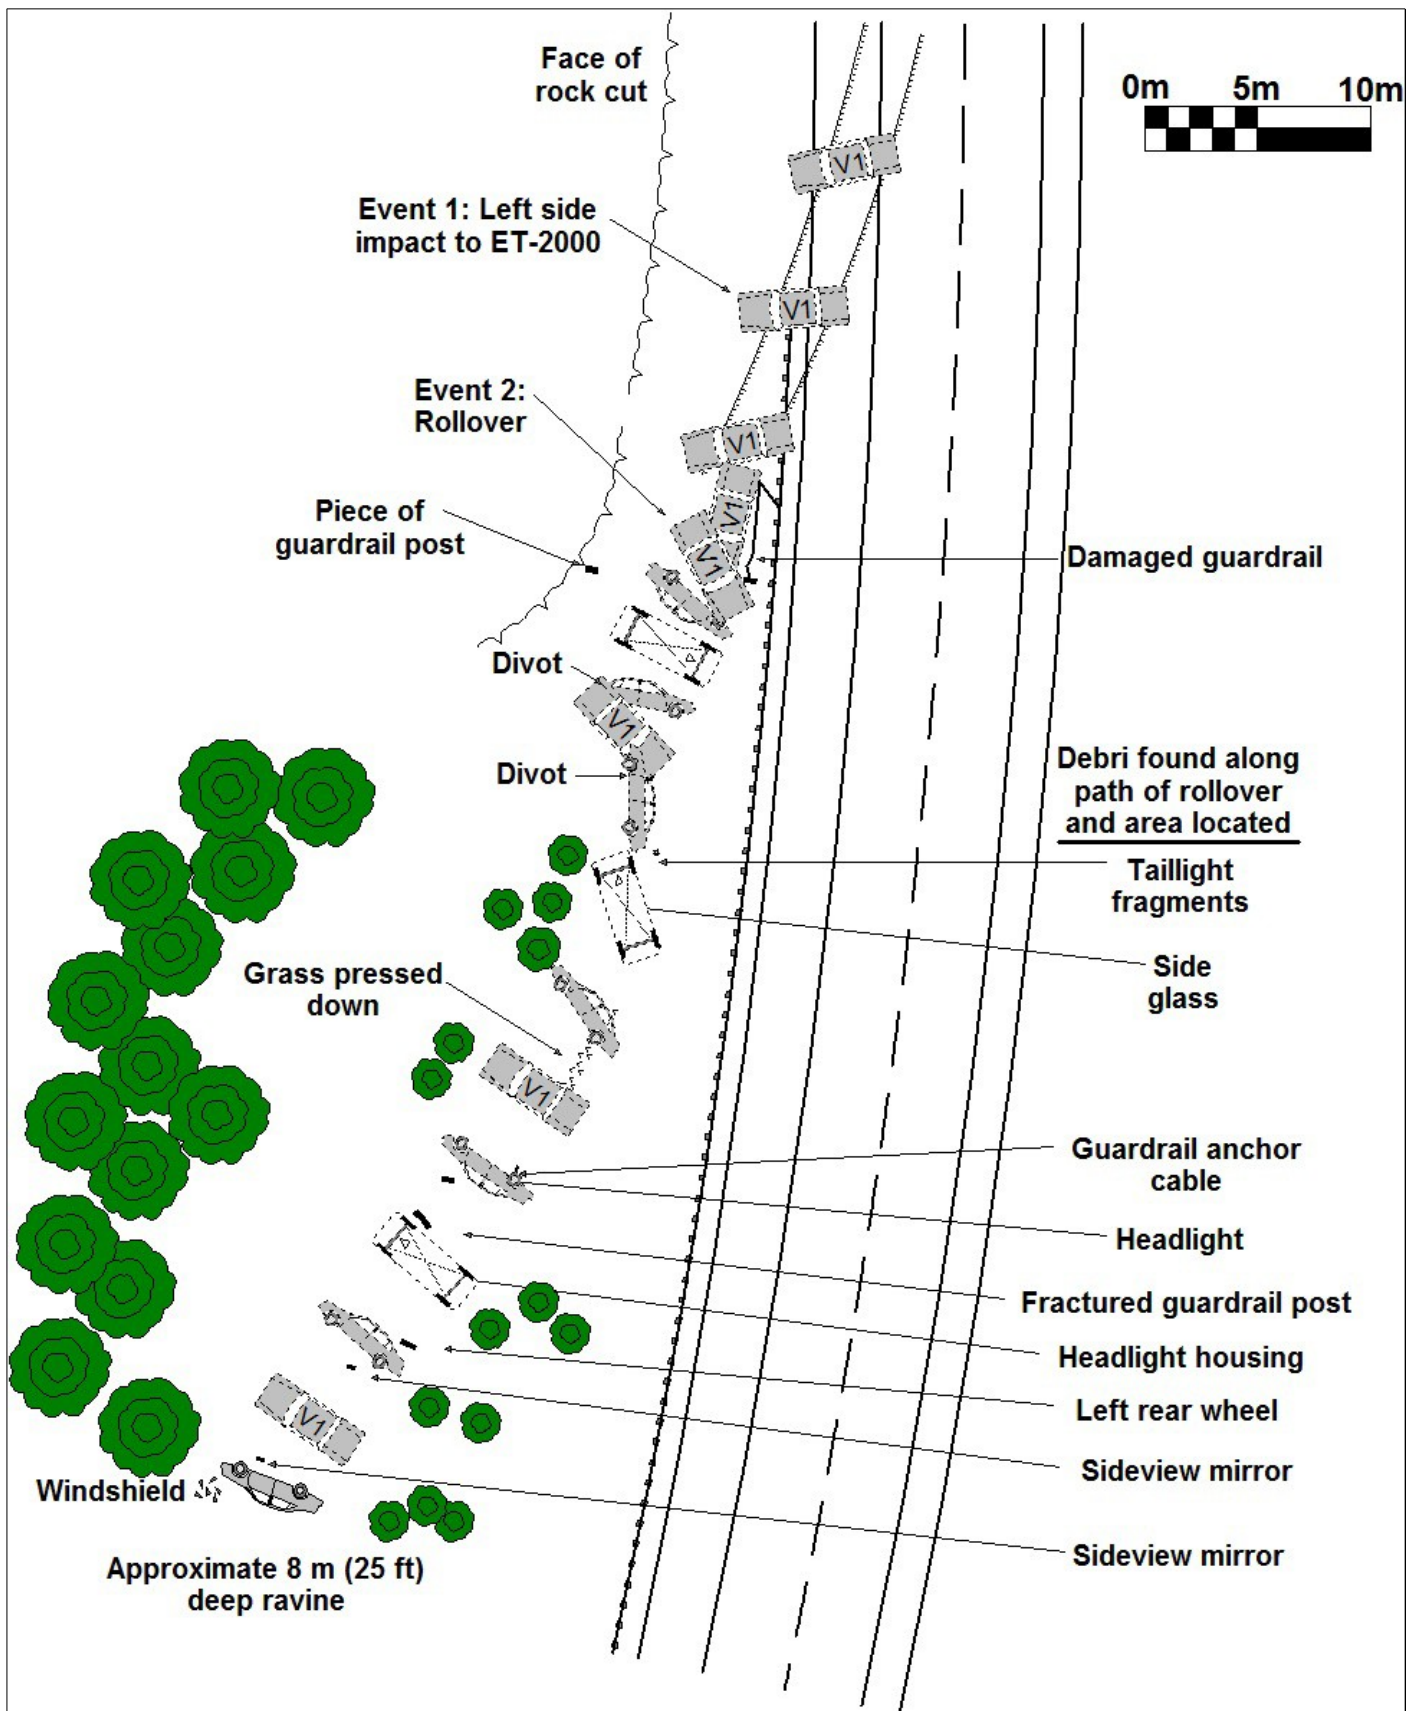 Face of
rock cut
0m 5m 10m
V1
Event 1: Left side
impact to ET-2000
V1
Event 2:
Rollover
V1
Piece of
guardrail post
V1
V1
Damaged guardrail
Divot
V1
Divot
Debri found along
path of rollover
and area located
Taillight
fragments
Side
glass
Grass pressed
down
V1
Guardrail anchor
cable
Headlight
Fractured guardrail post
Headlight housing
Left rear wheel
V1
Sideview mirror
Windshield
Sideview mirror
Approximate 8 m (25 ft)
deep ravine